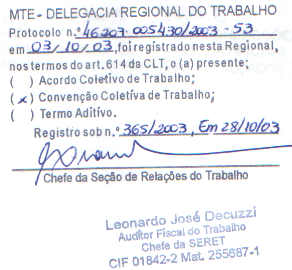 MTE - DELEGACIA REGIONAL DO TRABALHO
Protocolo n.º 46207-005430/2003-53
em 03/10/03, foi registrado nesta Regional,
nos termos do art. 614 da CLT, o (a) presente;
( ) Acordo Coletivo de Trabalho;
(x) Convenção Coletiva de Trabalho;
( ) Termo Aditivo.
Registro sob n.º 365/2003, Em 28/10/03
Chefe da Seção de Relações do Trabalho
Leonardo José Decuzzi
Auditor Fiscal do Trabalho
Chefe da SERET
CIF 01842-2 Mat. 255687-1